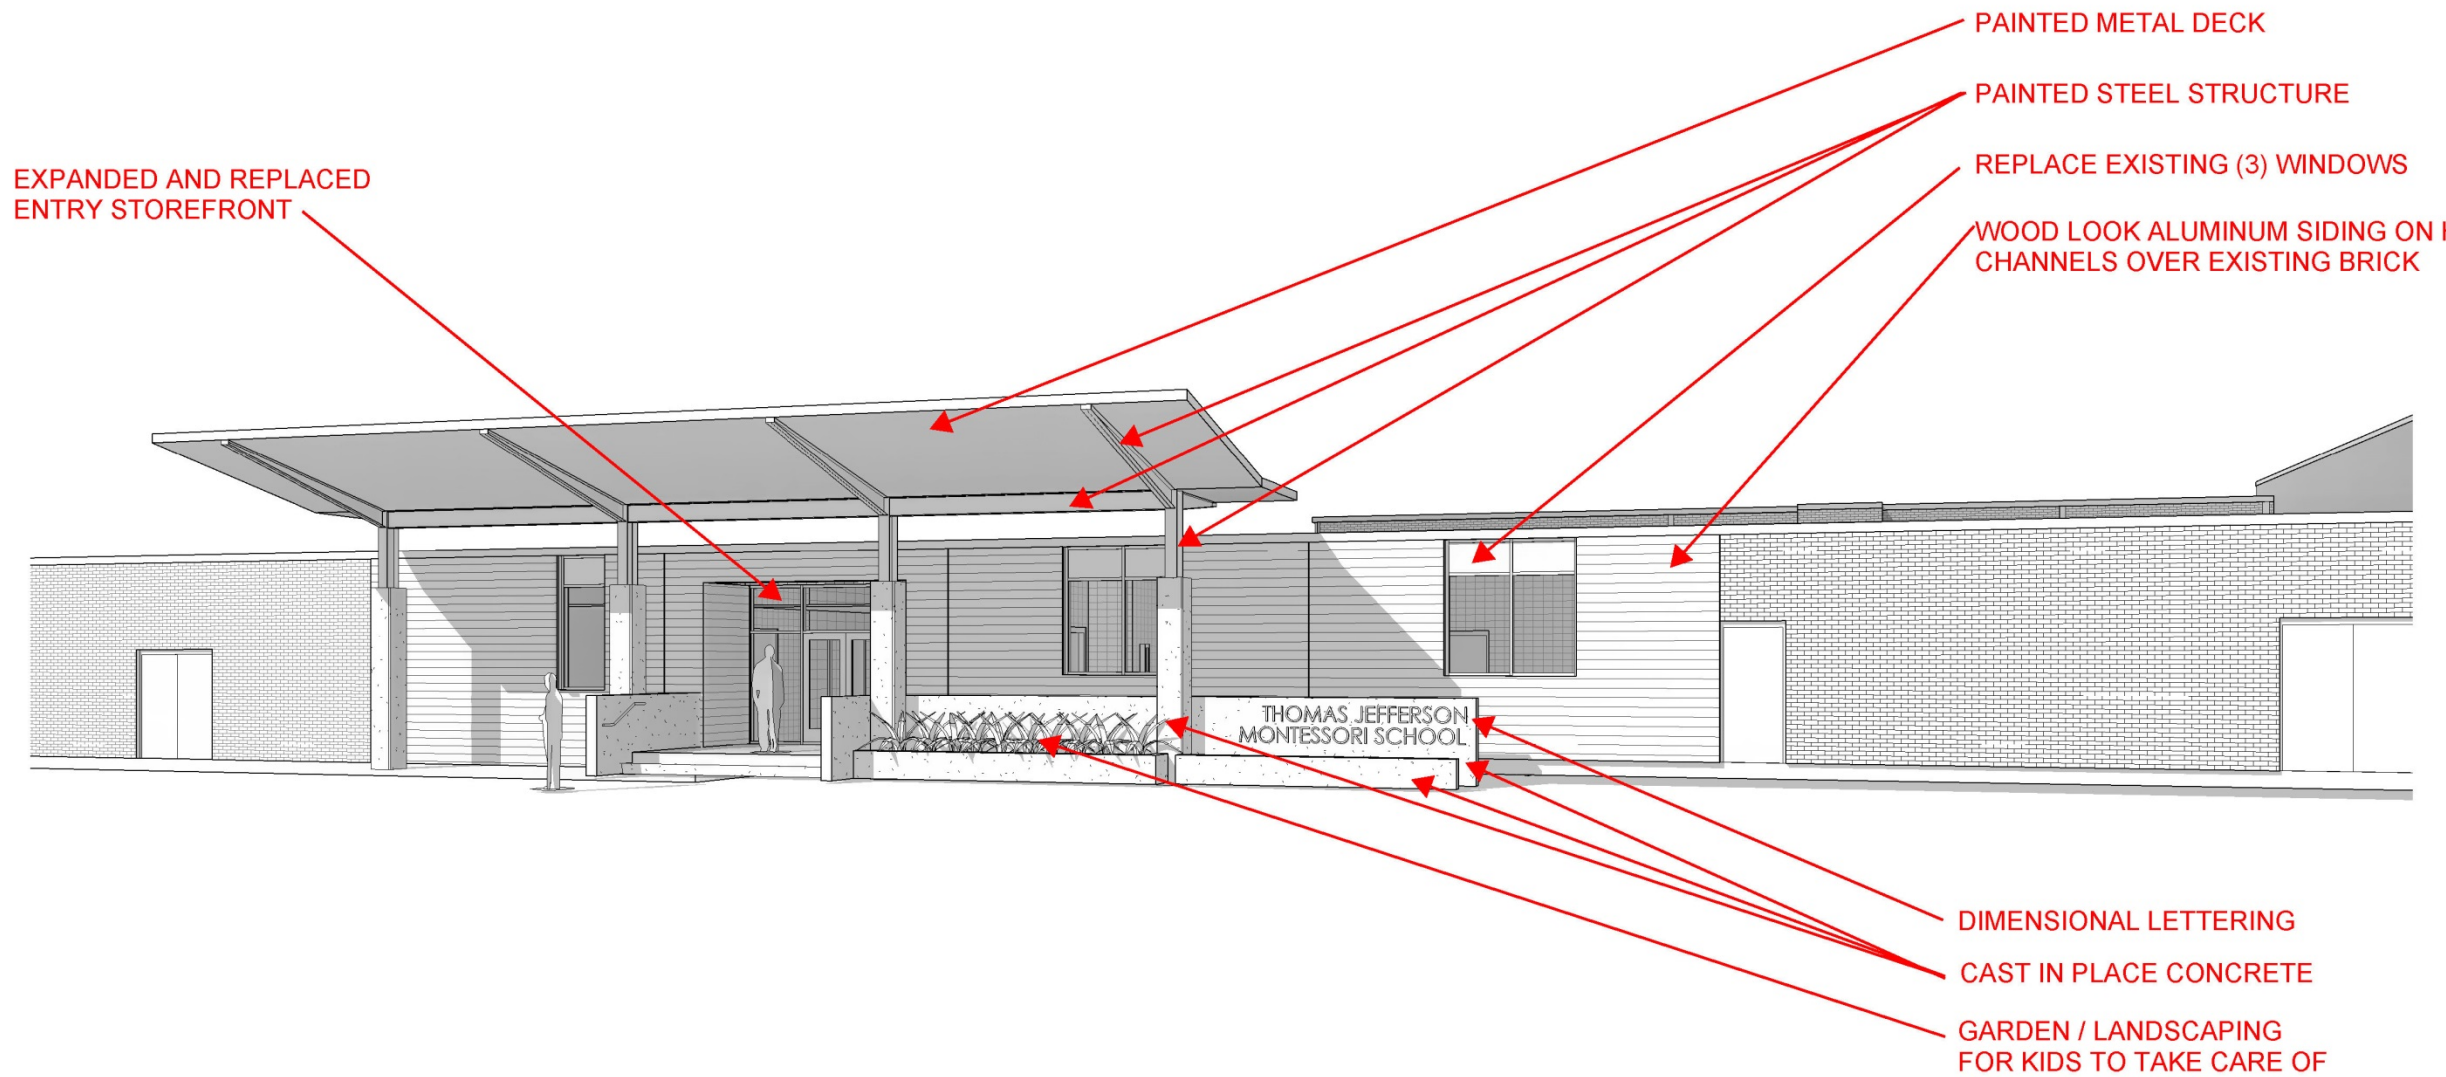 PAINTED METAL DECK
PAINTED STEEL STRUCTURE
REPLACE EXISTING (3) WINDOWS
EXPANDED AND REPLACED
ENTRY STOREFRONT
WOOD LOOK ALUMINUM SIDING ON
CHANNELS OVER EXISTING BRICK
THOMAS JEFFERSON
MONTESSORI SCHOOL
DIMENSIONAL LETTERING
CAST IN PLACE CONCRETE
GARDEN / LANDSCAPING
FOR KIDS TO TAKE CARE OF